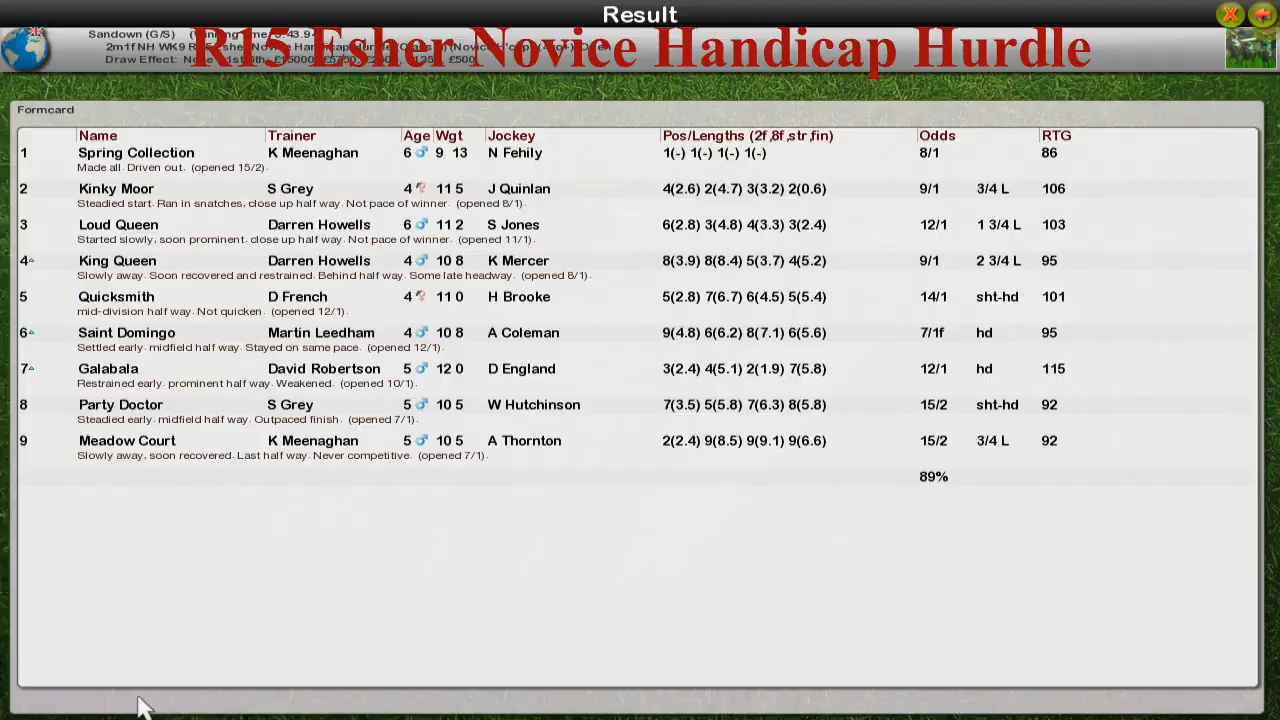 Result
R15 Esher Novice Handicap Hurdle
Sandown (G/S)
2m1f NH WK9
Draw Effect:
Formcard
Name Trainer Age Wgt Jockey Pos/Lengths (2f,8f,str,fin) Odds RTG
1 Spring Collection K Meenaghan 6 ♂ 9 13 N Fehily 1(-) 1(-) 1(-) 1(-) 8/1 86
Made all. Driven out. (opened 15/2).
2 Kinky Moor S Grey 4 ♀ 11 5 J Quinlan 4(2.6) 2(4.7) 3(3.2) 2(0.6) 9/1 3/4 L 106
Steadied start. Ran in snatches, close up half way. Not pace of winner. (opened 8/1).
3 Loud Queen Darren Howells 6 ♂ 11 2 S Jones 6(2.8) 3(4.8) 4(3.3) 3(2.4) 12/1 1 3/4 L 103
Started slowly, soon prominent. close up half way. Not pace of winner. (opened 11/1).
4 King Queen Darren Howells 4 ♂ 10 8 K Mercer 8(3.9) 8(8.4) 5(3.7) 4(5.2) 9/1 2 3/4 L 95
Slowly away. Soon recovered and restrained. Behind half way. Some late headway. (opened 8/1).
5 Quicksmith D French 4 ♀ 11 0 H Brooke 5(2.8) 7(6.7) 6(4.5) 5(5.4) 14/1 sht-hd 101
mid-division half way. Not quicken. (opened 12/1).
6 Saint Domingo Martin Leedham 4 ♂ 10 8 A Coleman 9(4.8) 6(6.2) 8(7.1) 6(5.6) 7/1f hd 95
Settled early. midfield half way. Stayed on same pace. (opened 12/1).
7 Galabala David Robertson 5 ♂ 12 0 D England 3(2.4) 4(5.1) 2(1.9) 7(5.8) 12/1 hd 115
Restrained early. prominent half way. Weakened. (opened 10/1).
8 Party Doctor S Grey 5 ♂ 10 5 W Hutchinson 7(3.5) 5(5.8) 7(6.3) 8(5.8) 15/2 sht-hd 92
Steadied early. midfield half way. Outpaced finish. (opened 7/1).
9 Meadow Court K Meenaghan 5 ♂ 10 5 A Thornton 2(2.4) 9(8.5) 9(9.1) 9(6.6) 15/2 3/4 L 92
Slowly away, soon recovered. Last half way. Never competitive. (opened 7/1).
89%